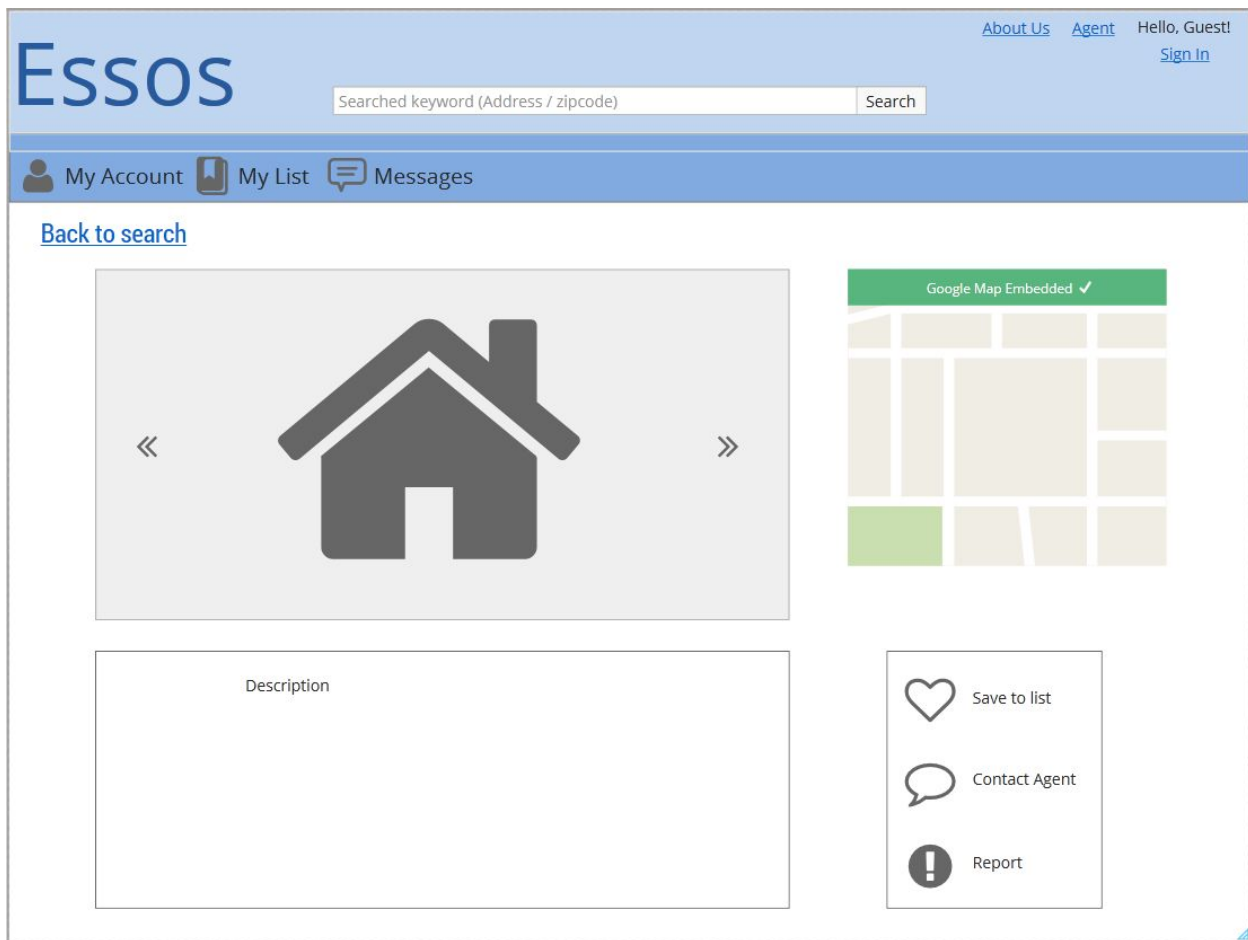 About Us Agent Hello, Guest!
Sign In
Essos
Searched keyword (Address / zipcode) Search
My Account My List Messages
Back to search
Google Map Embedded
Description
Save to list
Contact Agent
Report